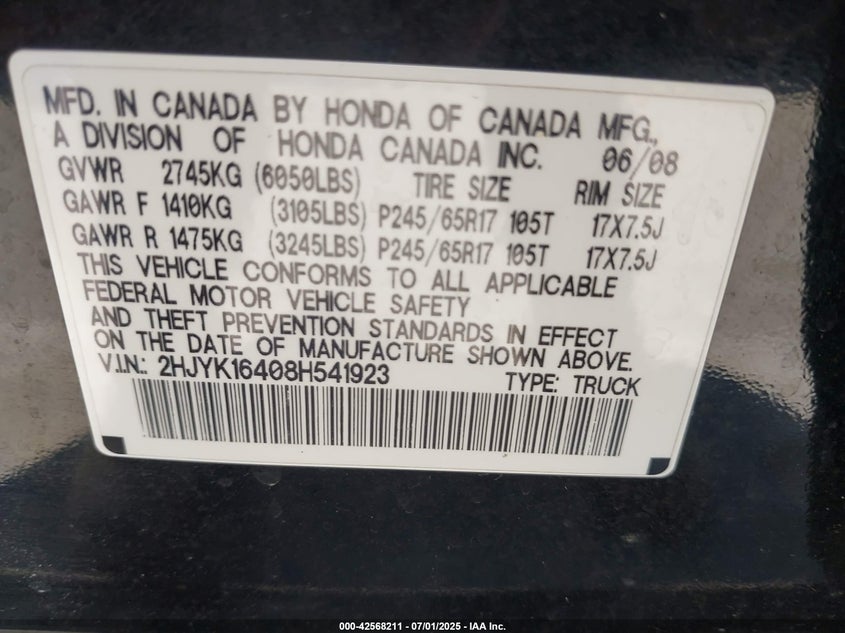 MFD. IN CANADA BY HONDA OF CANADA MFG.,
A DIVISION OF HONDA CANADA INC. 06/08
GVWR 2745KG (6050LBS) TIRE SIZE RIM SIZE
GAWR F 1410KG (3105LBS) P245/65R17 105T 17X7.5J
GAWR R 1475KG (3245LBS) P245/65R17 105T 17X7.5J
THIS VEHICLE CONFORMS TO ALL APPLICABLE
FEDERAL MOTOR VEHICLE SAFETY
AND THEFT PREVENTION STANDARDS IN EFFECT
ON THE DATE OF MANUFACTURE SHOWN ABOVE.
V.I.N.: 2HJYK16408H541923 TYPE: TRUCK
000-42568211 - 07/01/2025 - IAA Inc.